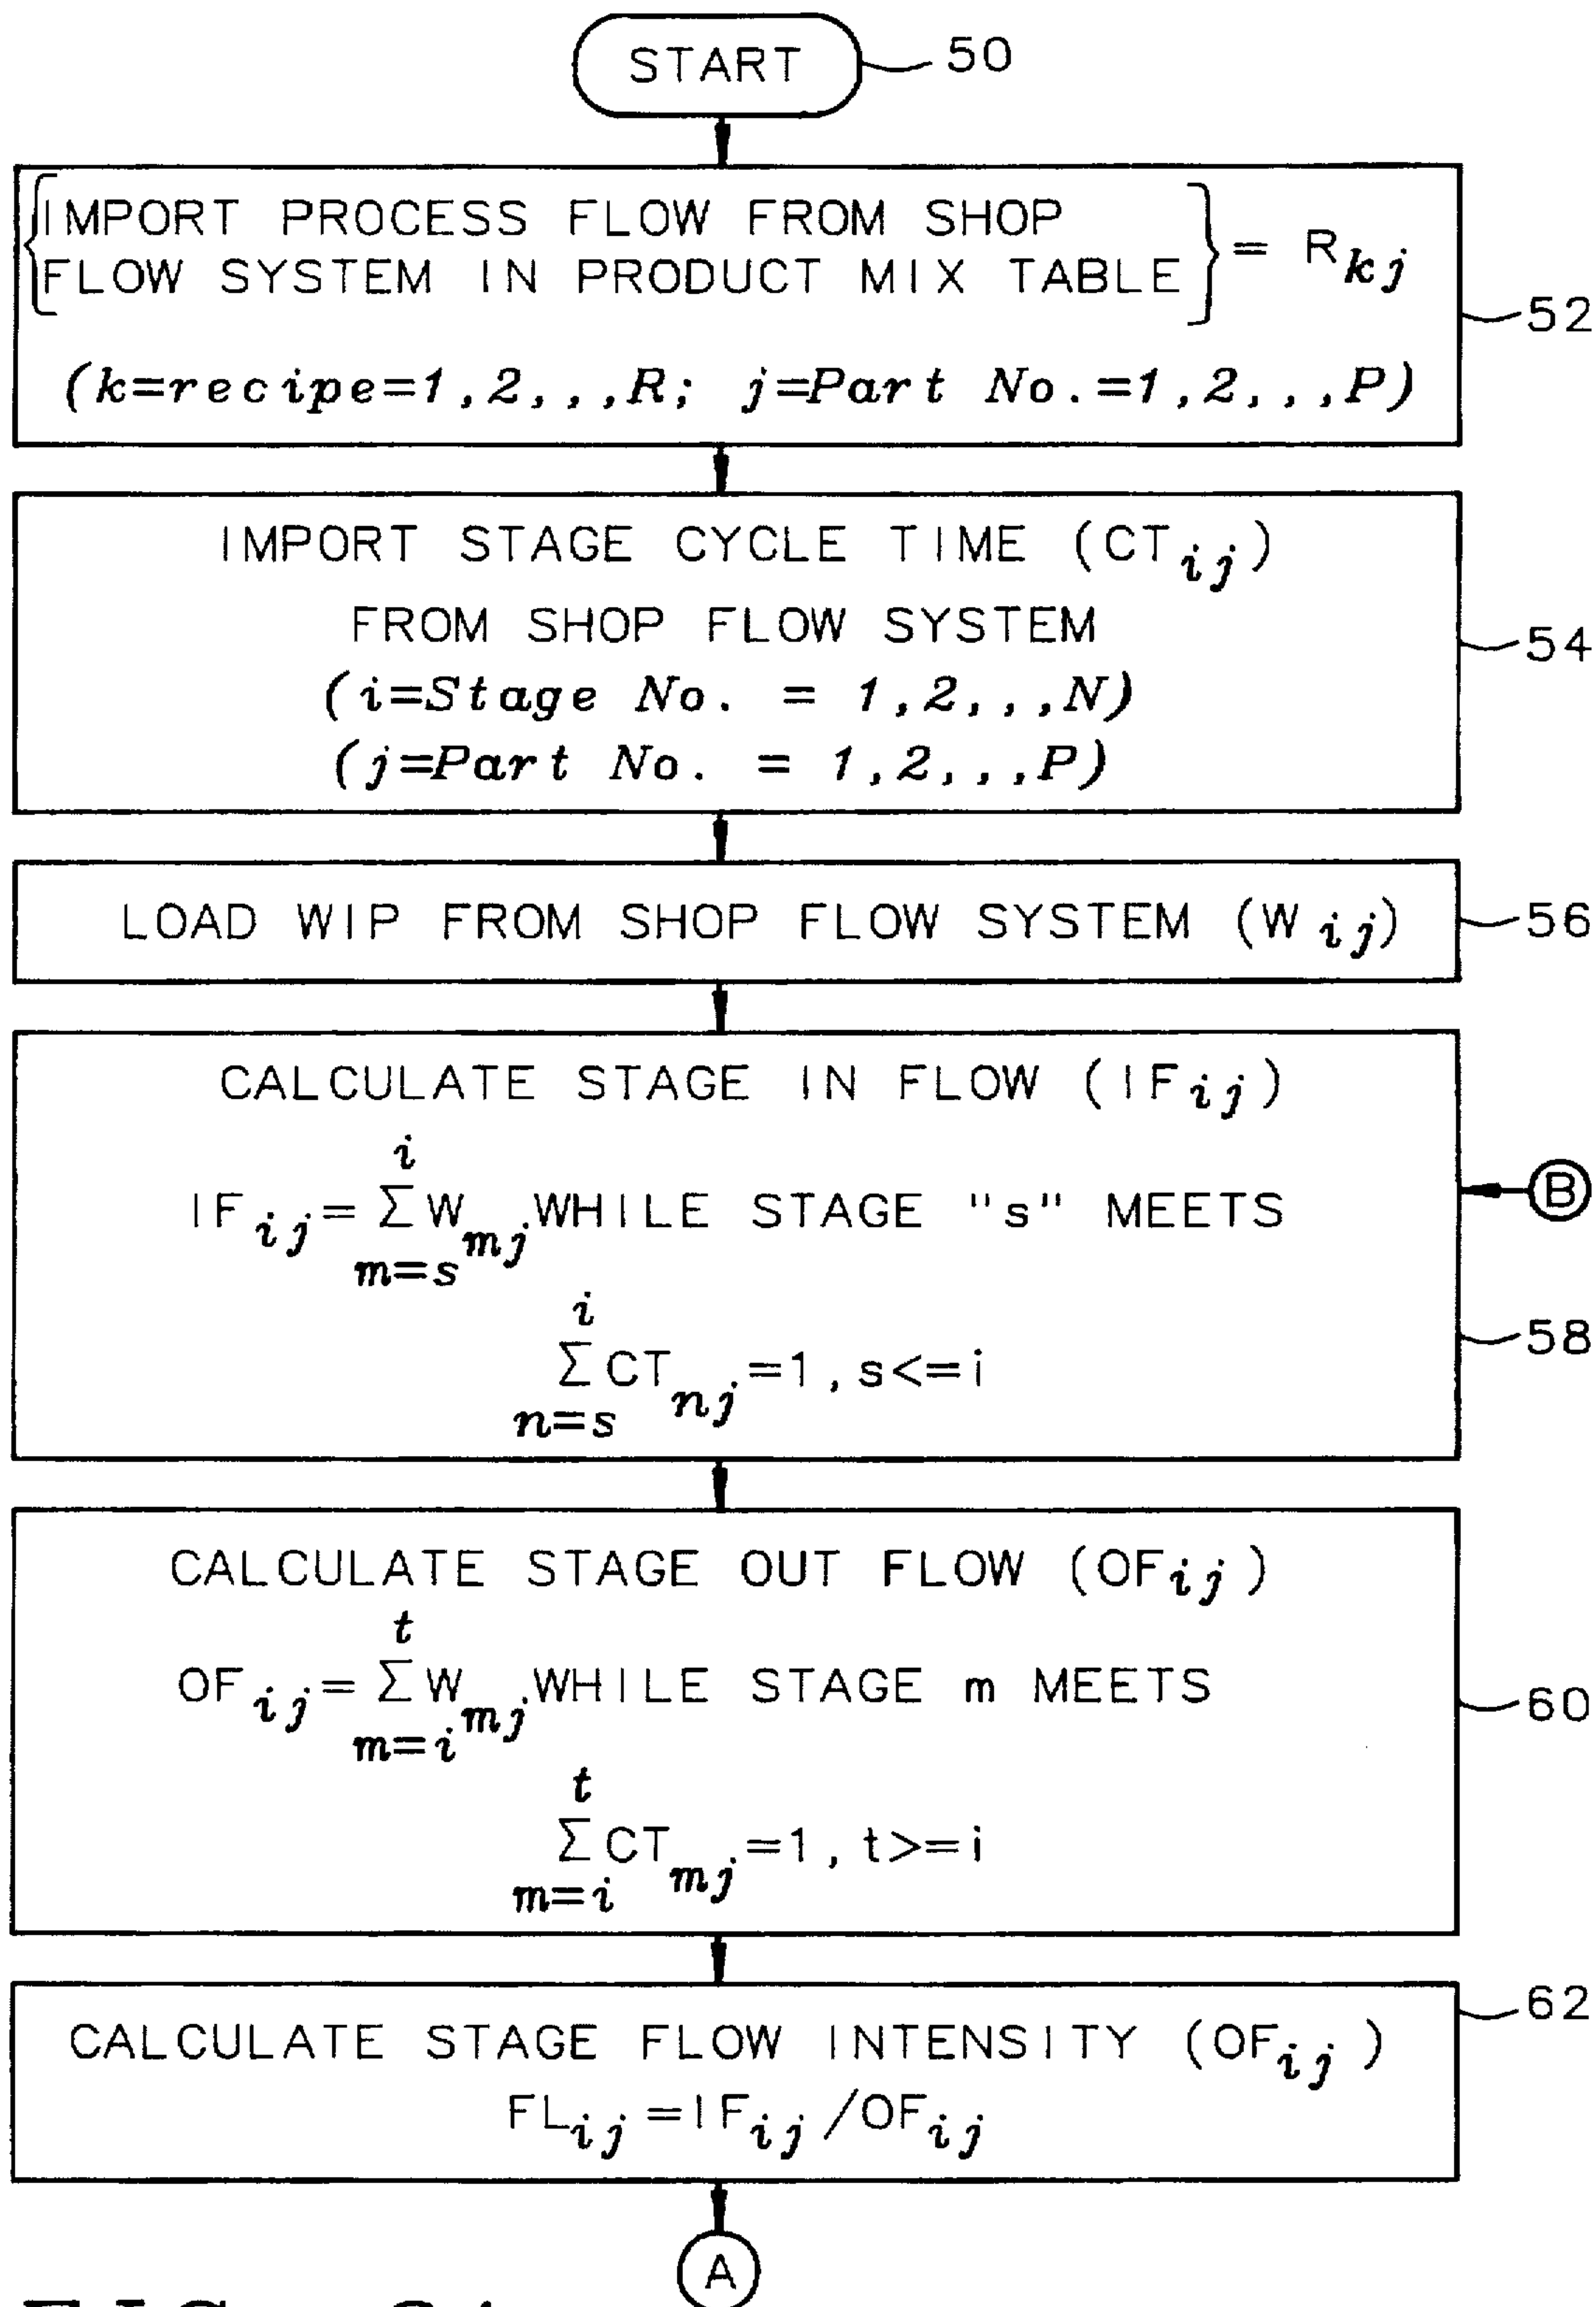 START 50
{IMPORT PROCESS FLOW FROM SHOP
FLOW SYSTEM IN PRODUCT MIX TABLE} = R_kj
52
(k=recipe=1,2,,,R; j=Part No.=1,2,,,P)
IMPORT STAGE CYCLE TIME (CT_ij)
FROM SHOP FLOW SYSTEM
54
(i=Stage No. = 1,2,,,N)
(j=Part No. = 1,2,,,P)
LOAD WIP FROM SHOP FLOW SYSTEM (W_ij)
56
CALCULATE STAGE IN FLOW (IF_ij)
i
IF_ij = Σ W_mj WHILE STAGE "s" MEETS
m=s
B
i
Σ CT_nj =1, s<=i
n=s
58
CALCULATE STAGE OUT FLOW (OF_ij)
t
OF_ij = Σ W_mj WHILE STAGE m MEETS
m=i
60
t
Σ CT_mj =1, t>=i
m=i
62
CALCULATE STAGE FLOW INTENSITY (OF_ij)
FL_ij =IF_ij /OF_ij
A